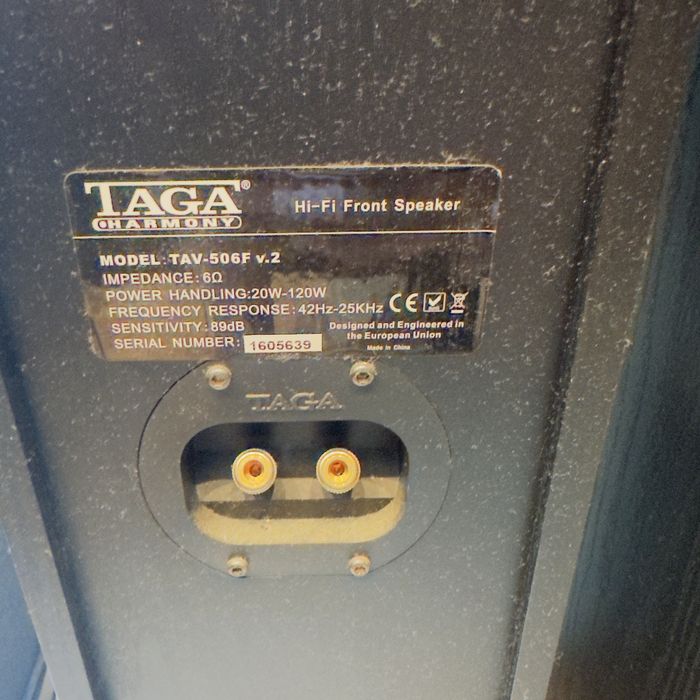 TAGA®
HARMONY
Hi-Fi Front Speaker
MODEL: TAV-506F v.2
IMPEDANCE: 6Ω
POWER HANDLING:20W-120W
FREQUENCY RESPONSE: 42Hz-25KHz CE
SENSITIVITY: 89dB
SERIAL NUMBER: 1605639
Designed and Engineered in
the European Union
Made in China
TAGA